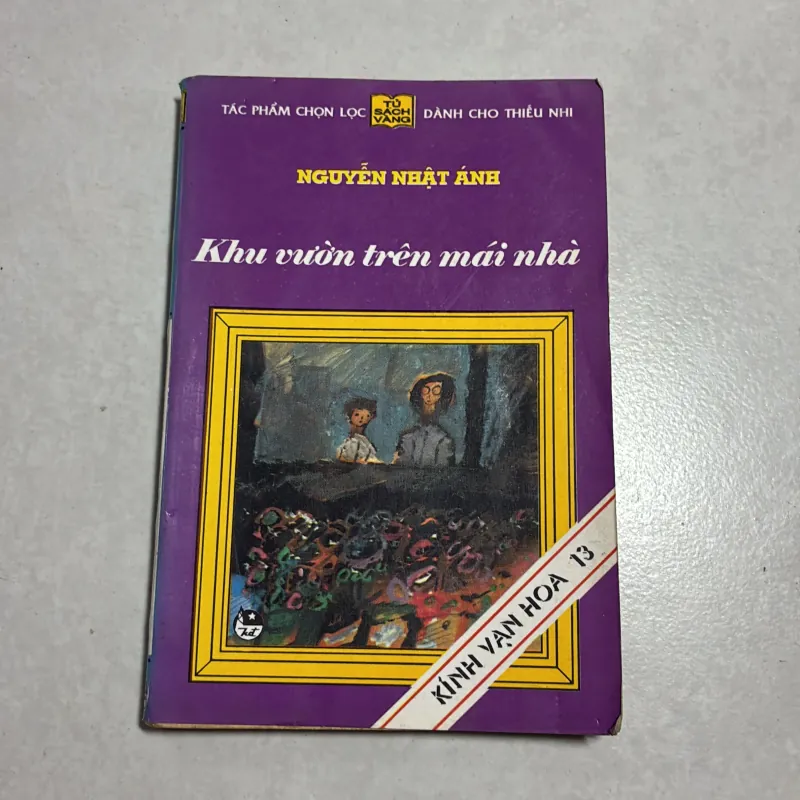 TÁC PHẨM CHỌN LỌC
TỦ
SÁCH
VÀNG
DÀNH CHO THIẾU NHI
NGUYỄN NHẬT ÁNH
Khu vườn trên mái nhà
KÍNH VẠN HOA 13